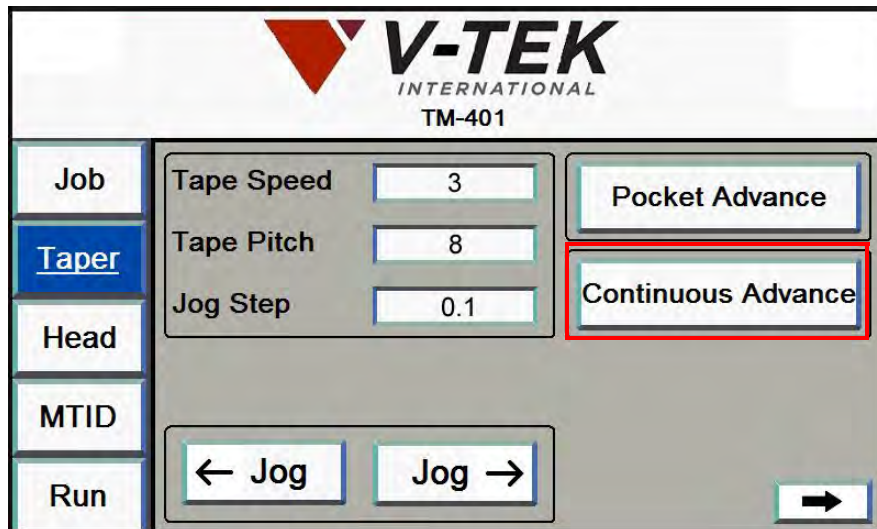 V-TEK
INTERNATIONAL
TM-401
Job
Taper
Head
MTID
Run
Tape Speed 3
Tape Pitch 8
Jog Step 0.1
Pocket Advance
Continuous Advance
← Jog
Jog →
→